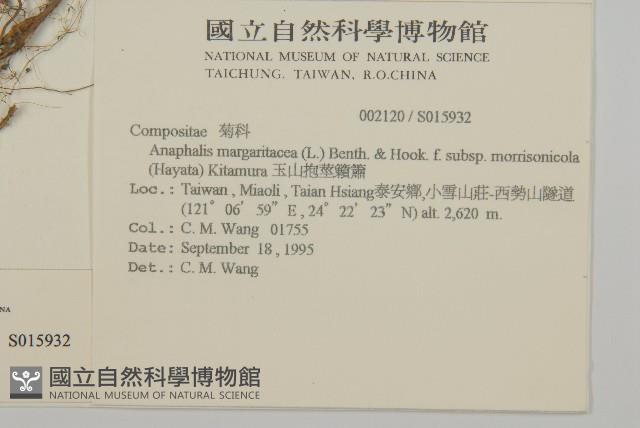 國立自然科學博物館
NATIONAL MUSEUM OF NATURAL SCIENCE
TAICHUNG. TAIWAN, R.O.CHINA
002120 / S015932
Compositae 菊科
Anaphalis margaritacea (L.) Benth. & Hook. f. subsp. morrisonicola
(Hayata) Kitamura 玉山抱莖籟簫
Loc.: Taiwan , Miaoli , Taian Hsiang泰安鄉,小雪山莊-西勢山隧道
(121° 06′ 59” E , 24° 22′ 23” N) alt. 2,620 m.
Col.: C. M. Wang 01755
Date: September 18 , 1995
Det.: C. M. Wang
NA
S015932
國立自然科學博物館
NATIONAL MUSEUM OF NATURAL SCIENCE